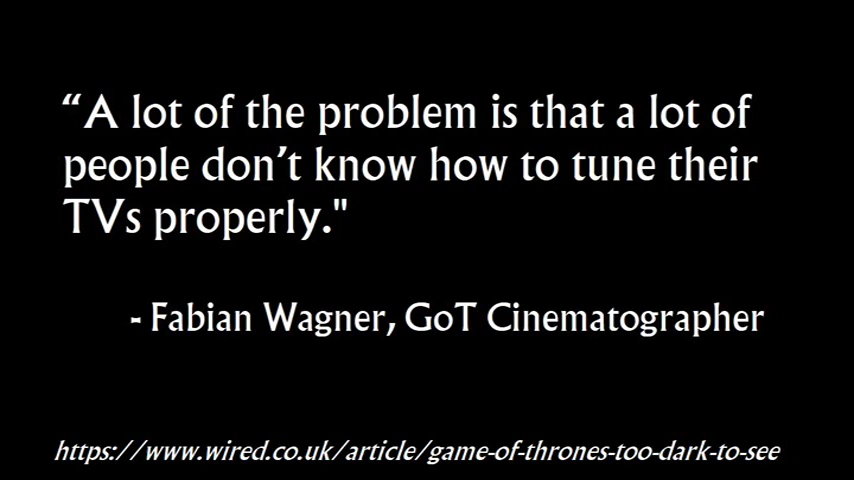 “A lot of the problem is that a lot of
people don’t know how to tune their
TVs properly."
- Fabian Wagner, GoT Cinematographer
https://www.wired.co.uk/article/game-of-thrones-too-dark-to-see